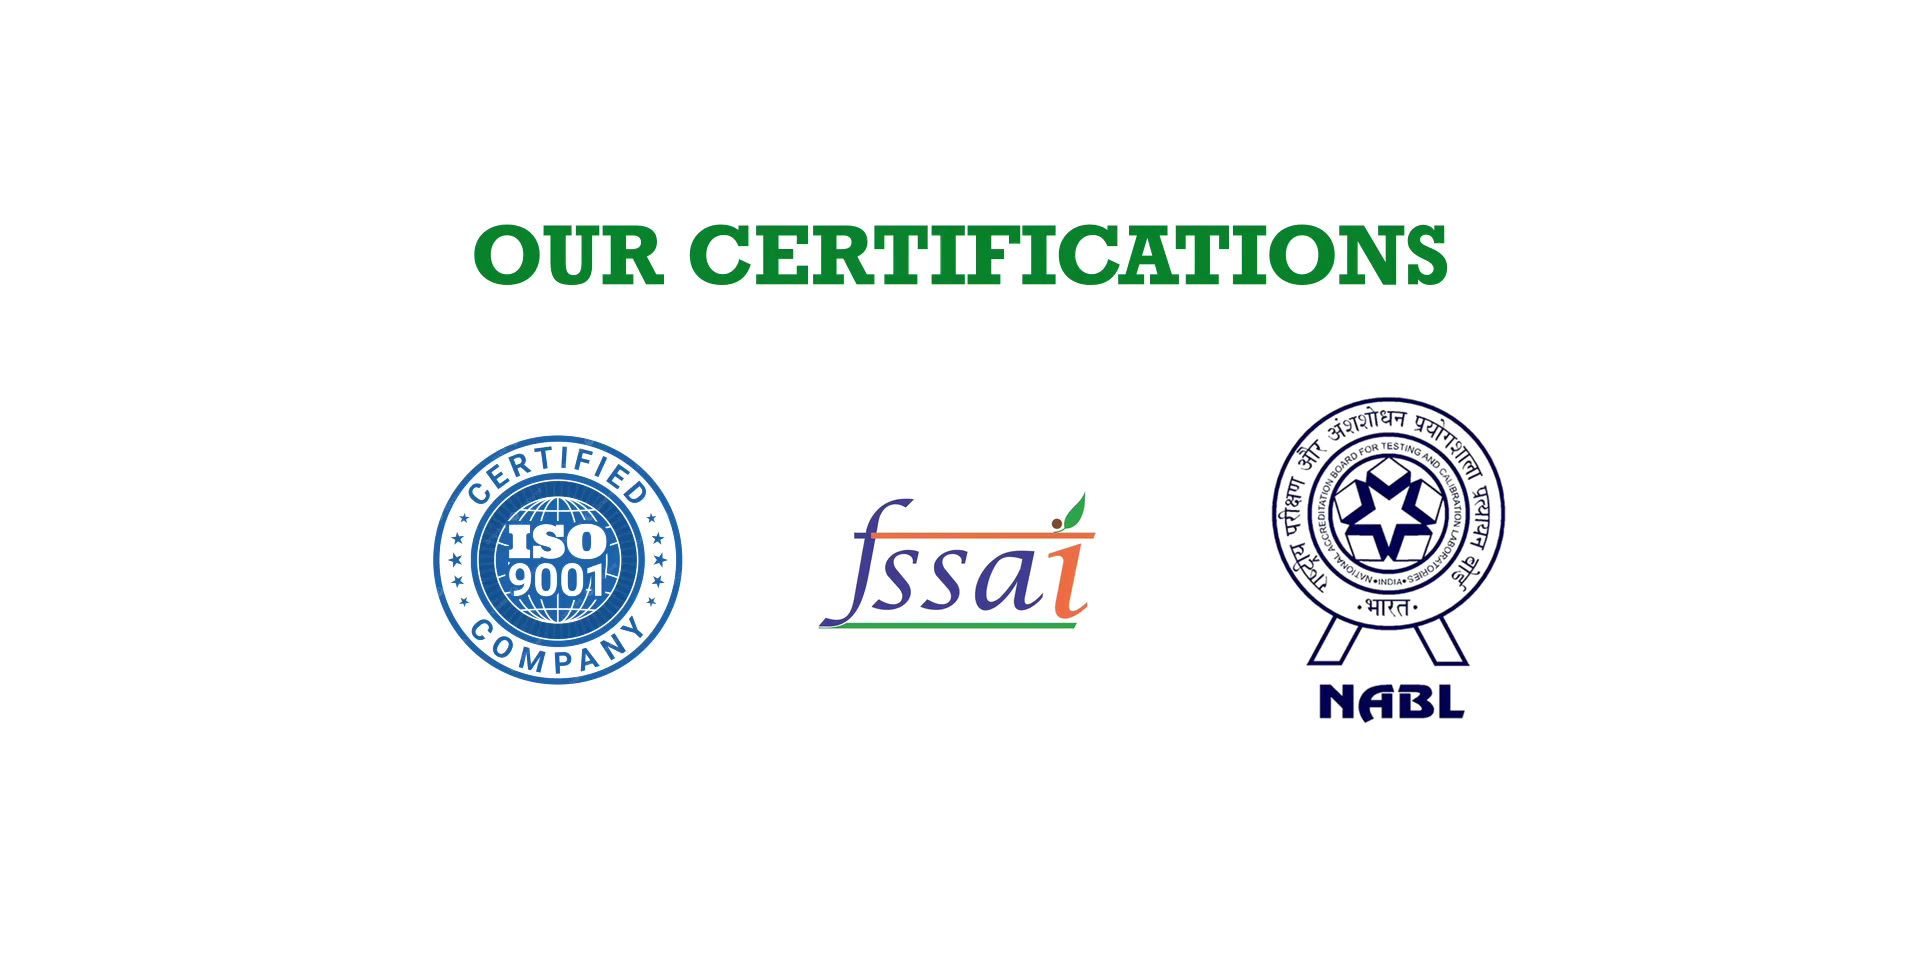 OUR CERTIFICATIONS
CERTIFIED
ISO
9001
COMPANY
fssai
राष्ट्रीय परीक्षण और अंशशोधन प्रयोगशाला प्रत्यायन बोर्ड
NATIONAL ACCREDITATION BOARD FOR TESTING AND CALIBRATION LABORATORIES
•INDIA•
•भारत•
NABL